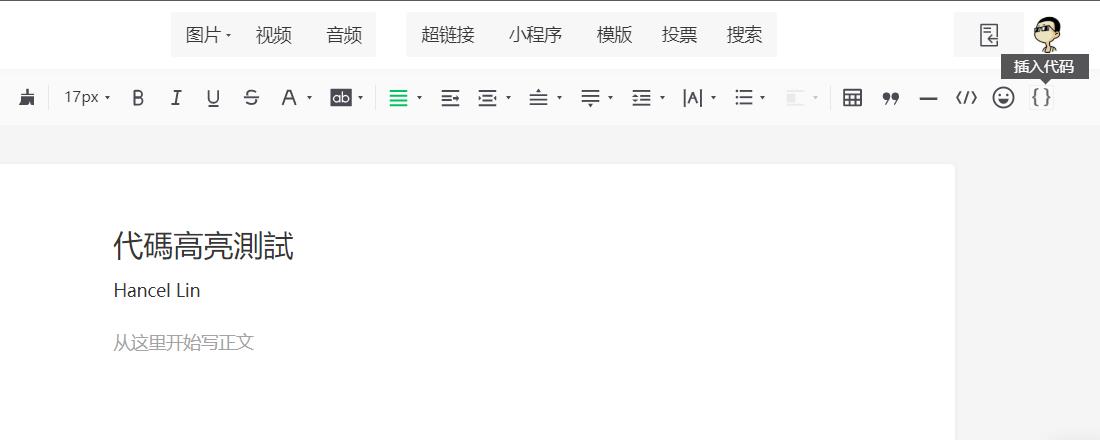 图片 视频 音频 超链接 小程序 模版 投票 搜索
插入代码
17px B I U S A ab A
代碼高亮測試
Hancel Lin
从这里开始写正文